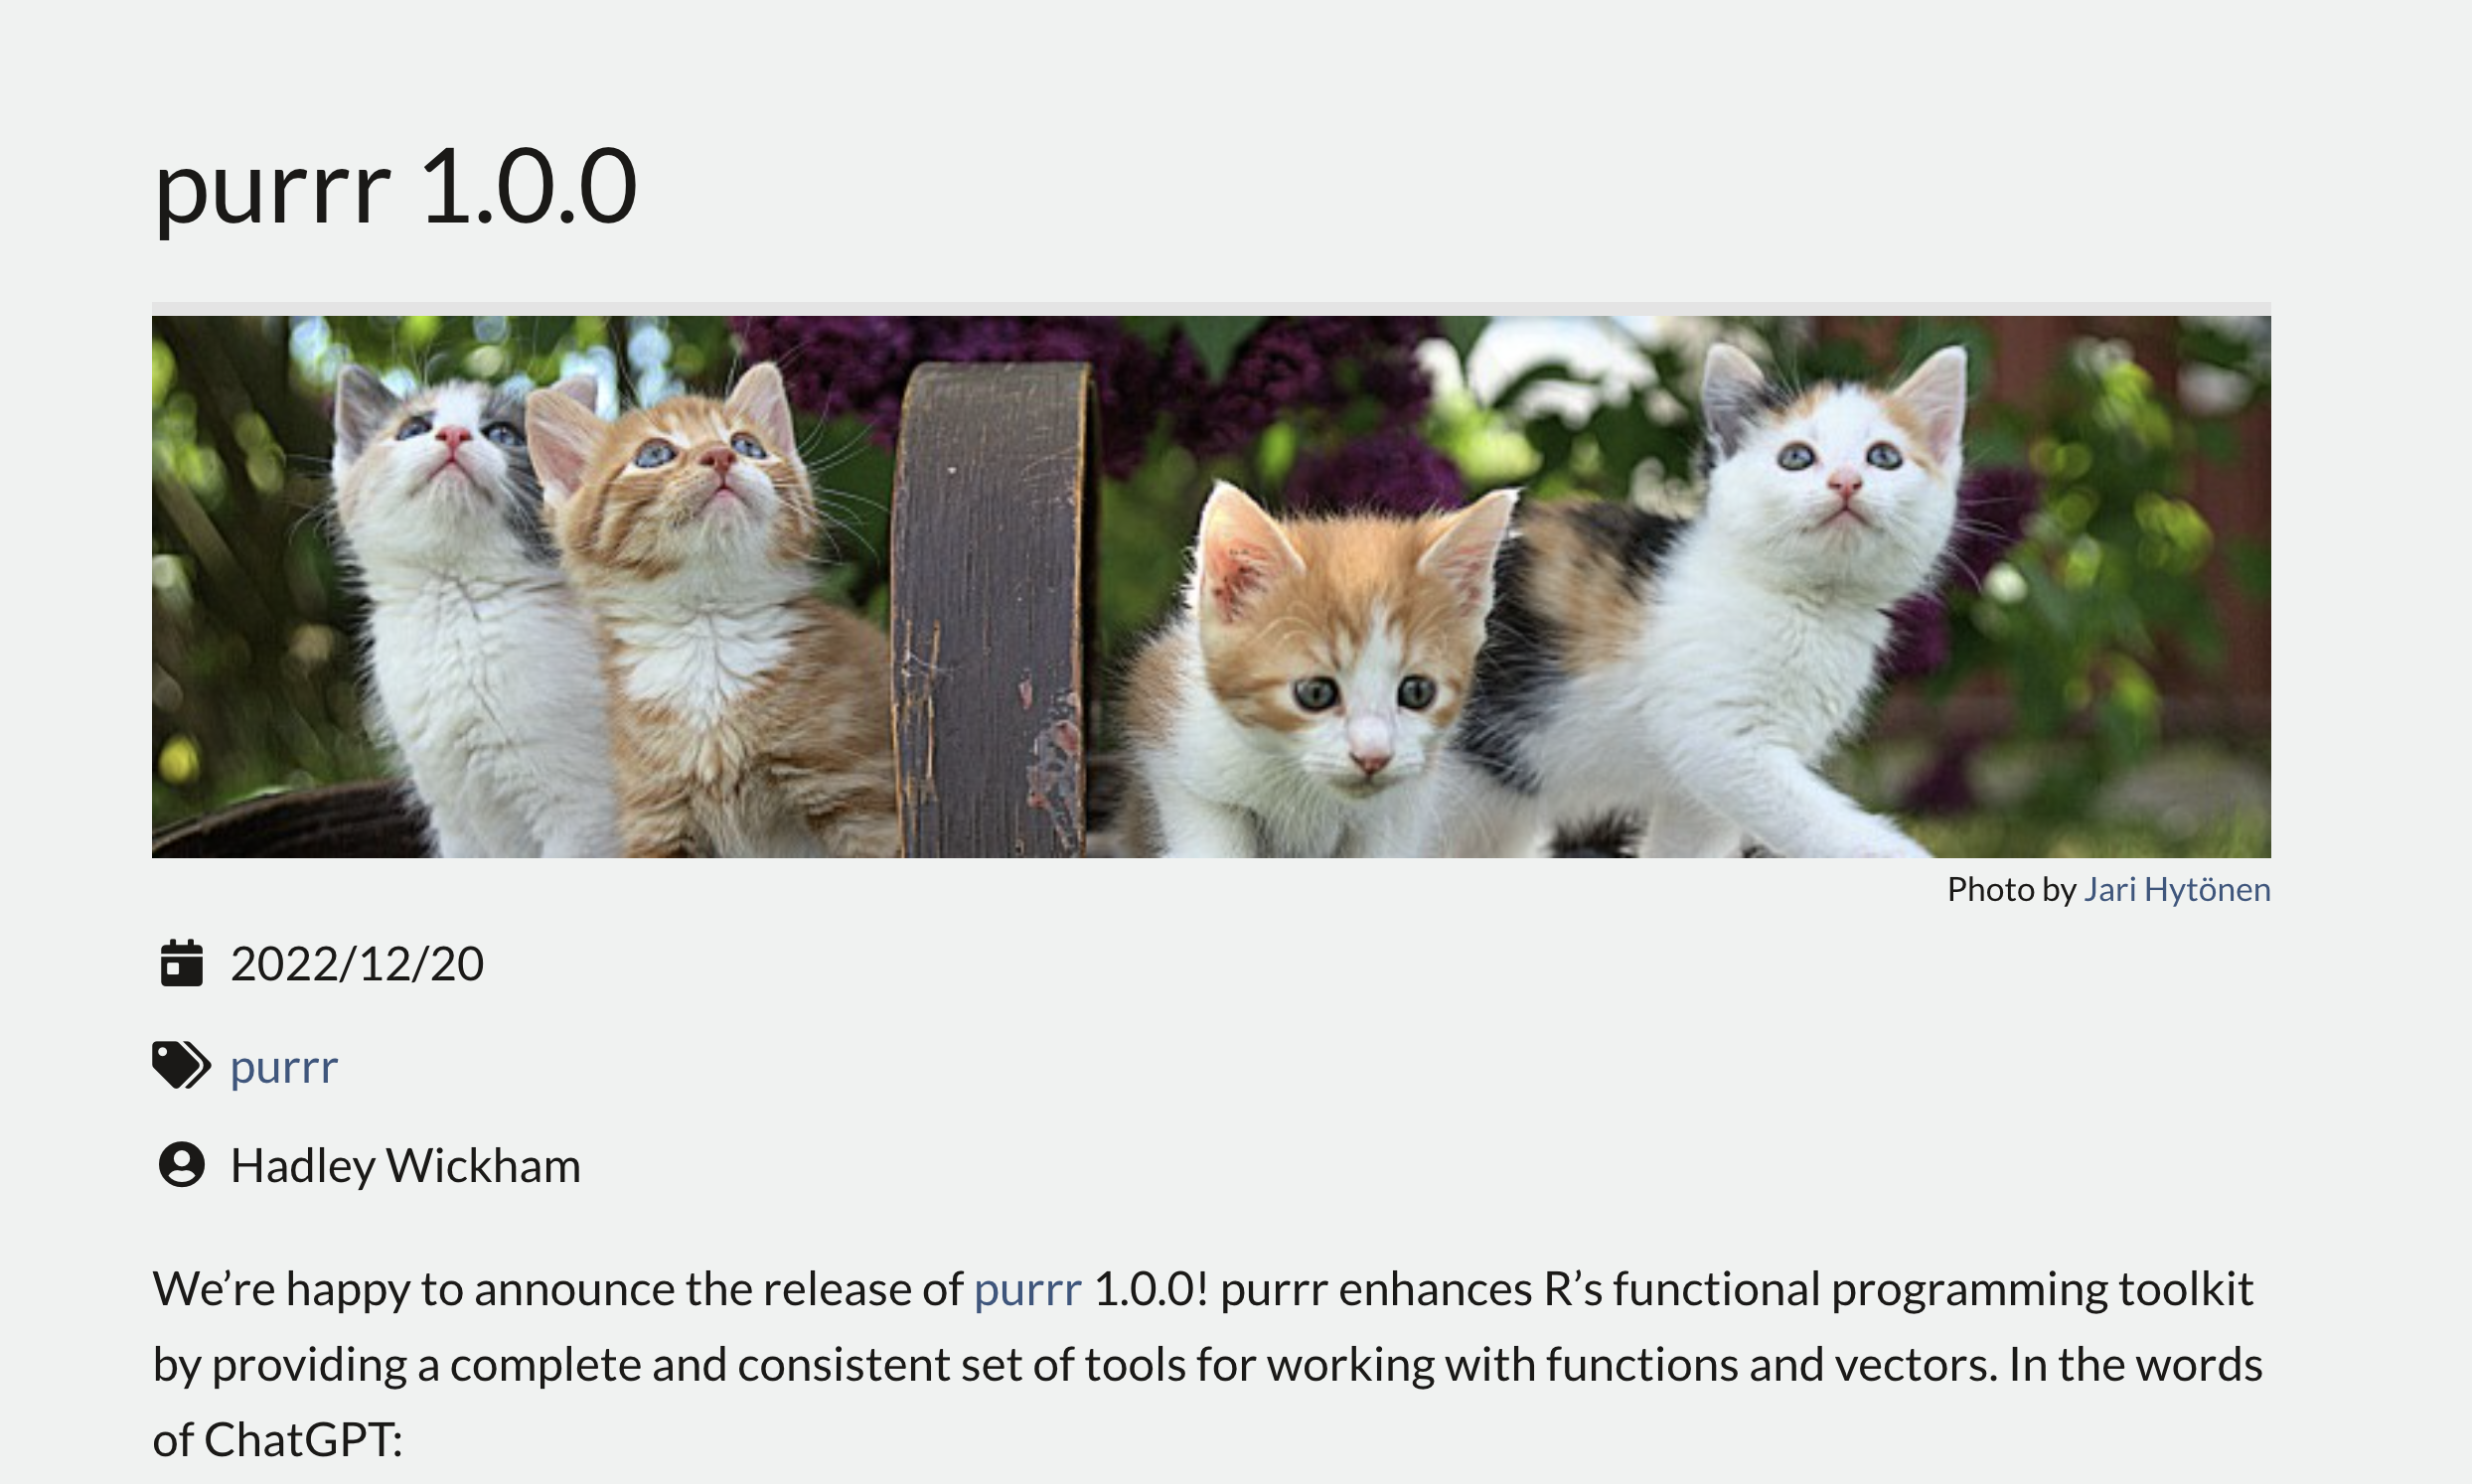 purrr 1.0.0
Photo by Jari Hytönen
2022/12/20
purrr
Hadley Wickham
We’re happy to announce the release of purrr 1.0.0! purrr enhances R’s functional programming toolkit
by providing a complete and consistent set of tools for working with functions and vectors. In the words
of ChatGPT: